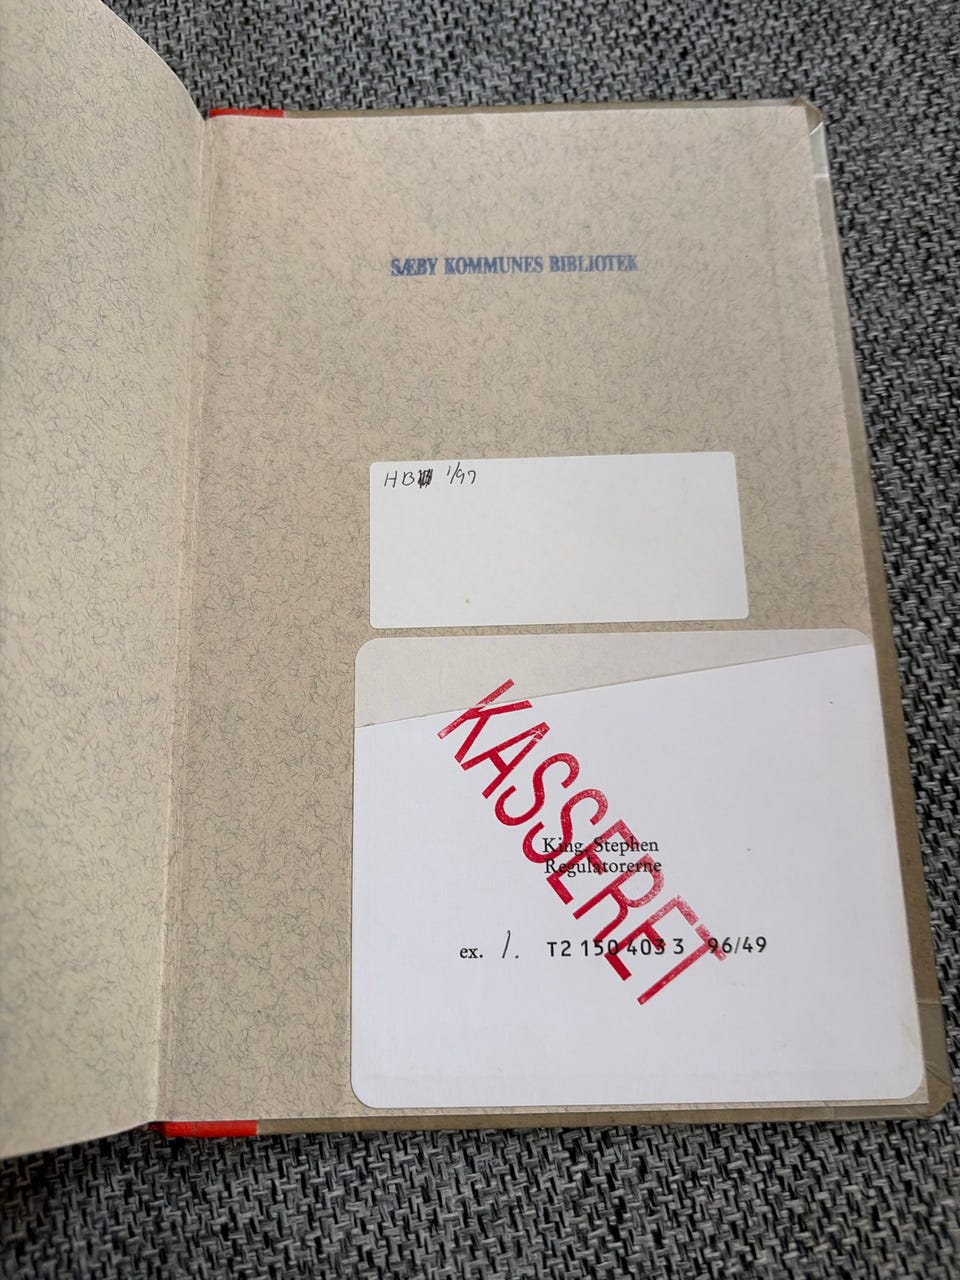 SÆBY KOMMUNES BIBLIOTEK
HB 1/97
KASSERET
King, Stephen
Regulatorerne
ex. 1. T2 150 403 3 96/49